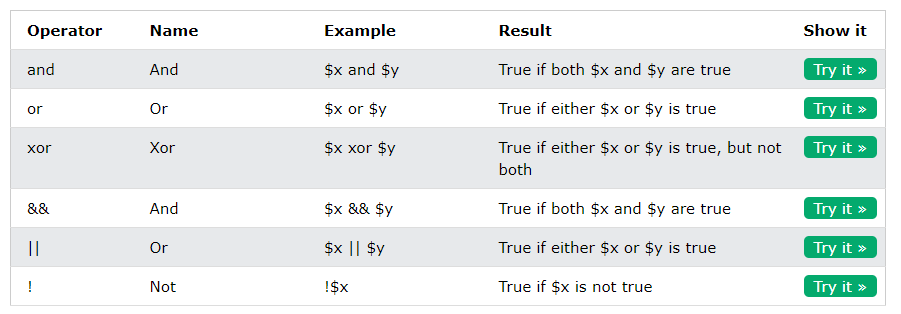 Operator Name Example Result Show it
and And $x and $y True if both $x and $y are true Try it »
or Or $x or $y True if either $x or $y is true Try it »
xor Xor $x xor $y True if either $x or $y is true, but not Try it »
both
&& And $x && $y True if both $x and $y are true Try it »
|| Or $x || $y True if either $x or $y is true Try it »
! Not !$x True if $x is not true Try it »